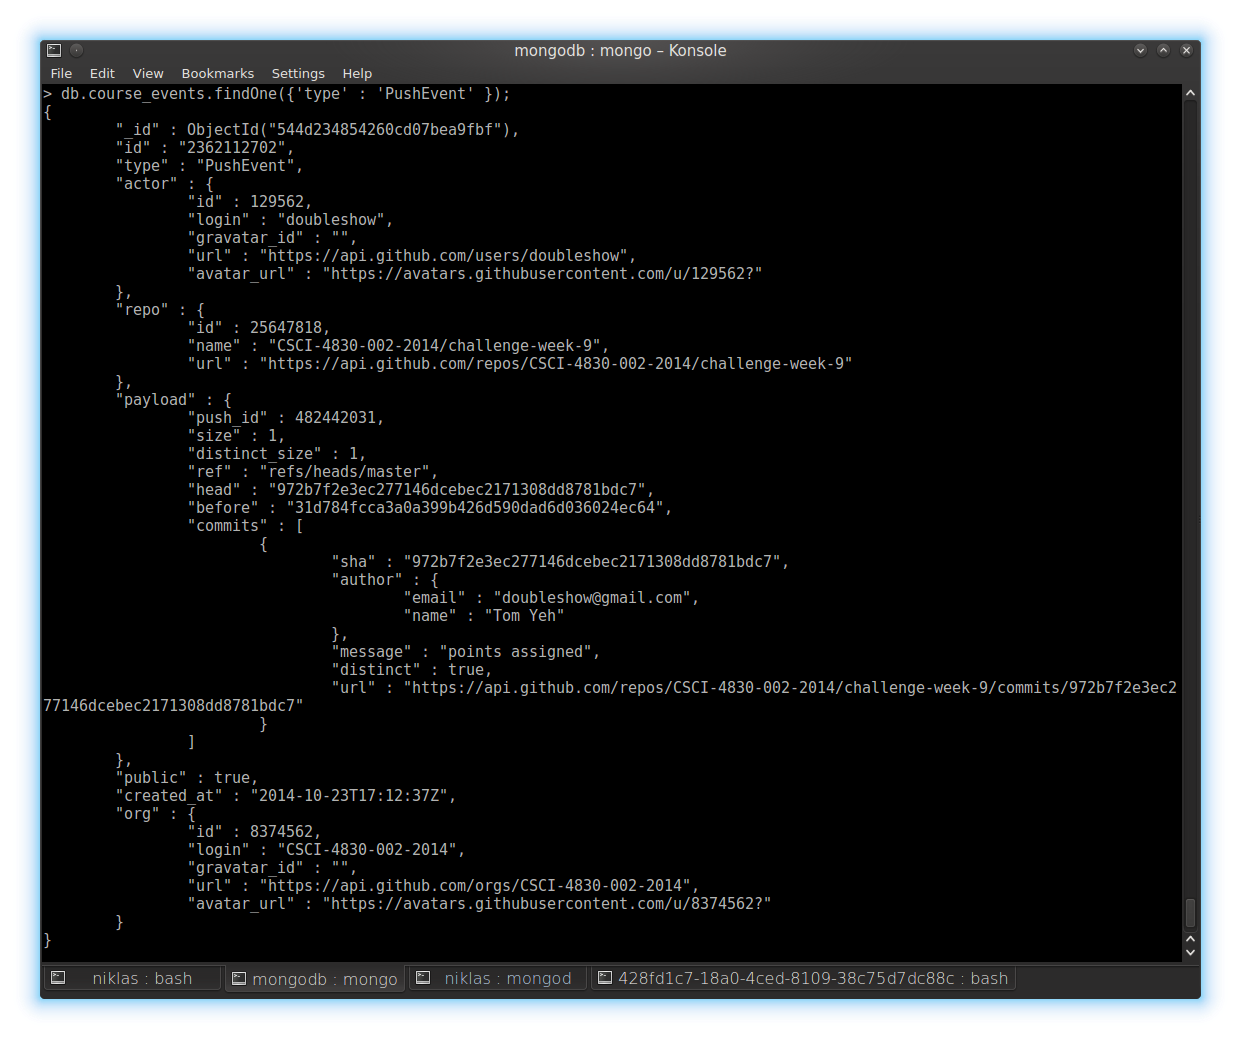 mongodb : mongo – Konsole
File Edit View Bookmarks Settings Help
> db.course_events.findOne({'type' : 'PushEvent' });
{
"_id" : ObjectId("544d234854260cd07bea9fbf"),
"id" : "2362112702",
"type" : "PushEvent",
"actor" : {
"id" : 129562,
"login" : "doubleshow",
"gravatar_id" : "",
"url" : "https://api.github.com/users/doubleshow",
"avatar_url" : "https://avatars.githubusercontent.com/u/129562?"
},
"repo" : {
"id" : 25647818,
"name" : "CSCI-4830-002-2014/challenge-week-9",
"url" : "https://api.github.com/repos/CSCI-4830-002-2014/challenge-week-9"
},
"payload" : {
"push_id" : 482442031,
"size" : 1,
"distinct_size" : 1,
"ref" : "refs/heads/master",
"head" : "972b7f2e3ec277146dcebec2171308dd8781bdc7",
"before" : "31d784fcca3a0a399b426d590dad6d036024ec64",
"commits" : [
{
"sha" : "972b7f2e3ec277146dcebec2171308dd8781bdc7",
"author" : {
"email" : "doubleshow@gmail.com",
"name" : "Tom Yeh"
},
"message" : "points assigned",
"distinct" : true,
"url" : "https://api.github.com/repos/CSCI-4830-002-2014/challenge-week-9/commits/972b7f2e3ec2
77146dcebec2171308dd8781bdc7"
}
]
},
"public" : true,
"created_at" : "2014-10-23T17:12:37Z",
"org" : {
"id" : 8374562,
"login" : "CSCI-4830-002-2014",
"gravatar_id" : "",
"url" : "https://api.github.com/orgs/CSCI-4830-002-2014",
"avatar_url" : "https://avatars.githubusercontent.com/u/8374562?"
}
}
niklas : bash mongodb : mongo niklas : mongod 428fd1c7-18a0-4ced-8109-38c75d7dc88c : bash